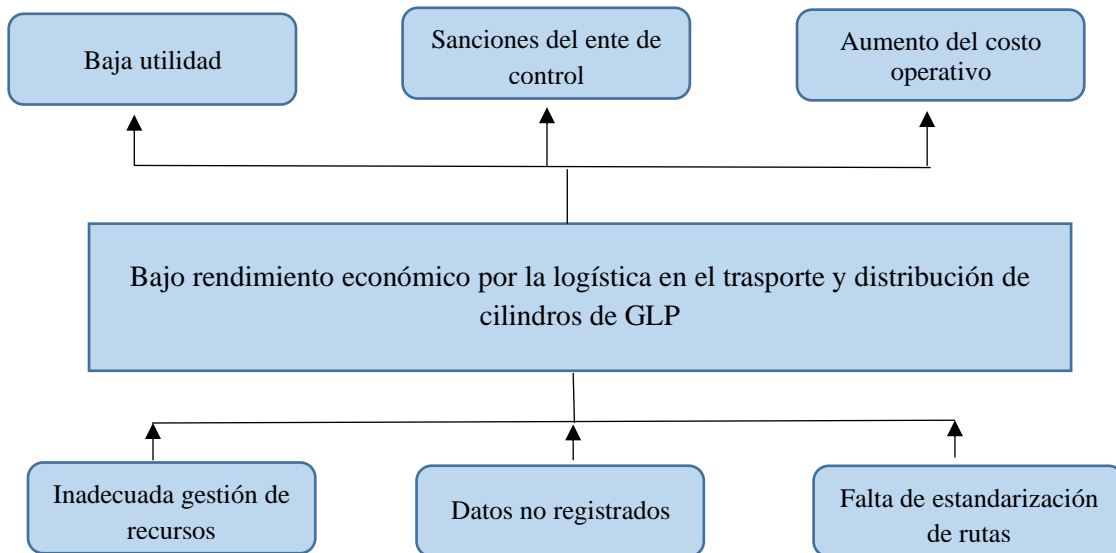 Baja utilidad
Sanciones del ente de
control
Aumento del costo
operativo
Bajo rendimiento económico por la logística en el trasporte y distribución de
cilindros de GLP
Inadecuada gestión de
recursos
Datos no registrados
Falta de estandarización
de rutas